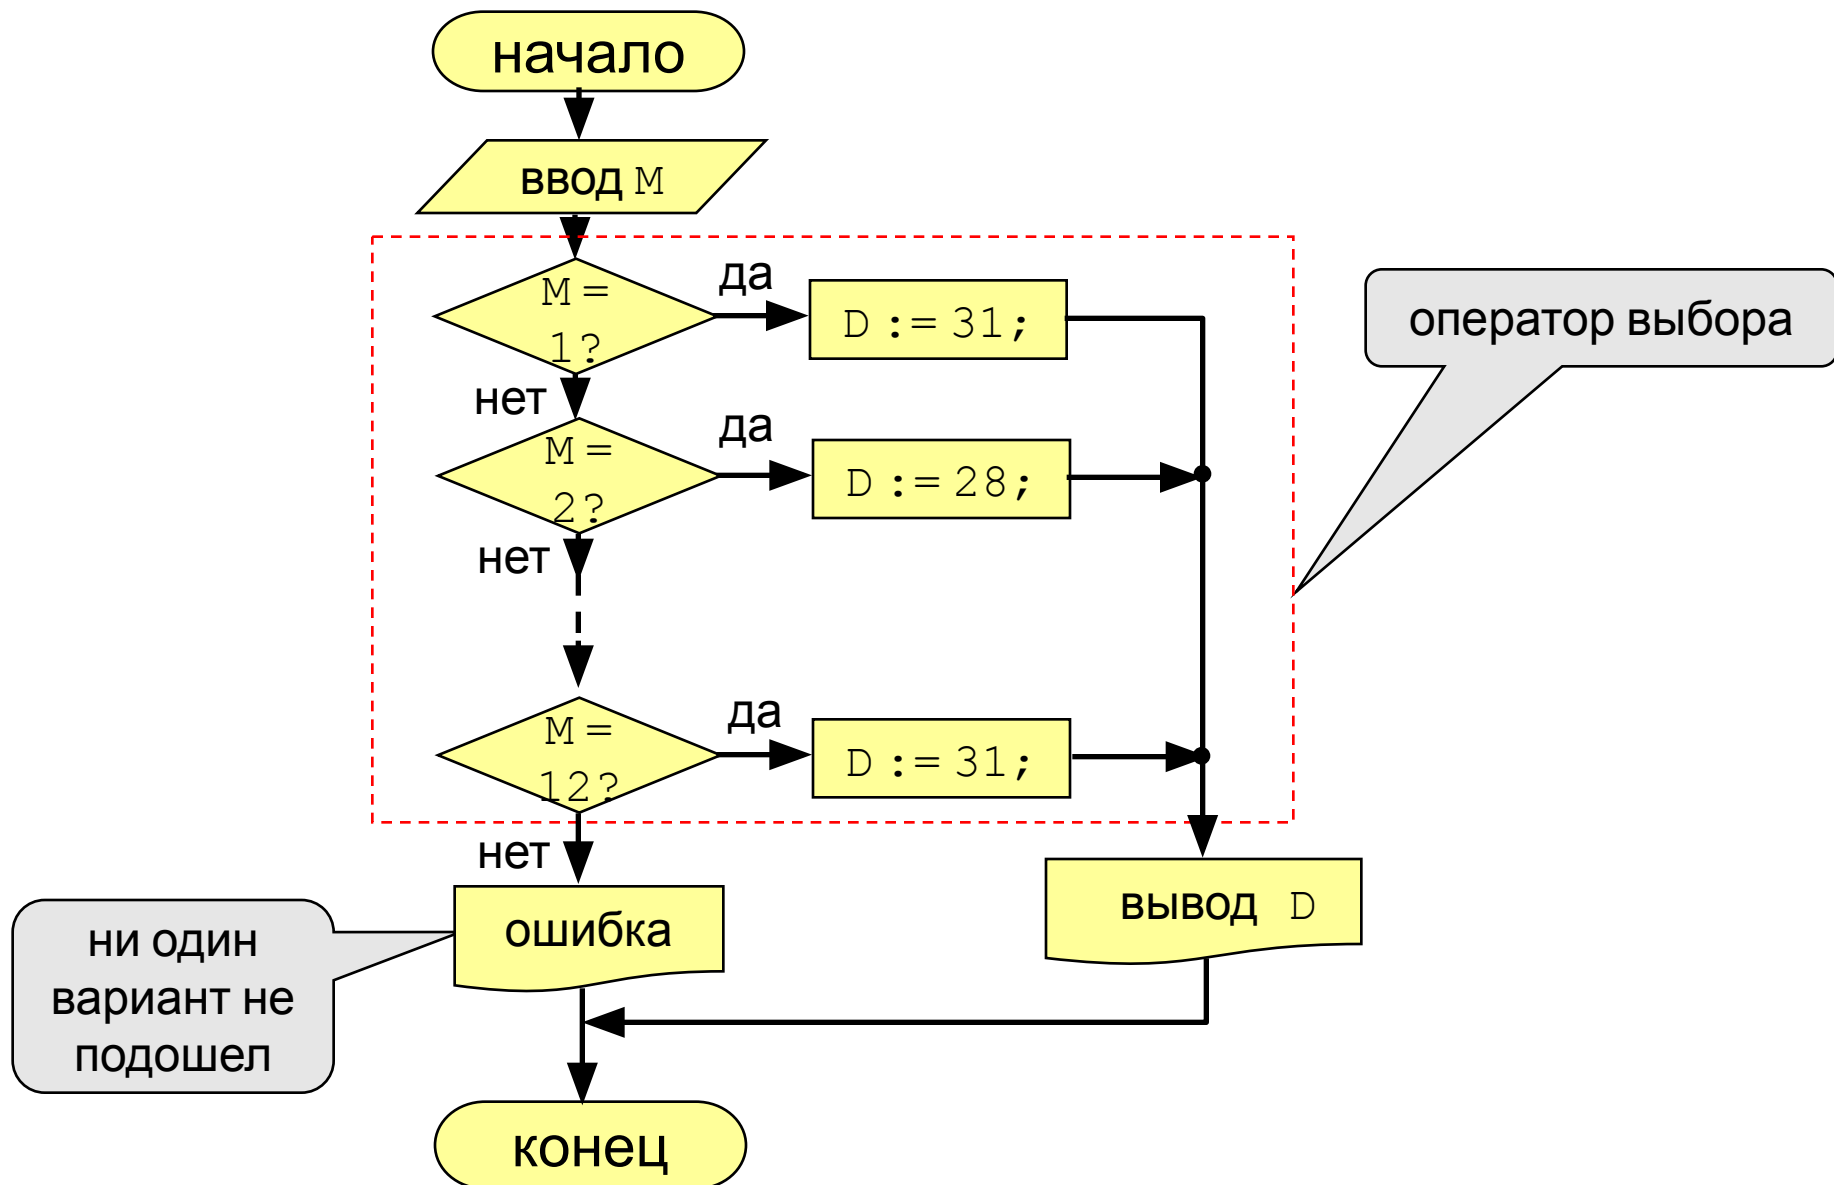 начало
ввод M
M =
1?
да
D := 31;
оператор выбора
нет
M =
2?
да
D := 28;
нет
M =
12?
да
D := 31;
нет
ошибка
вывод D
ни один
вариант не
подошел
конец